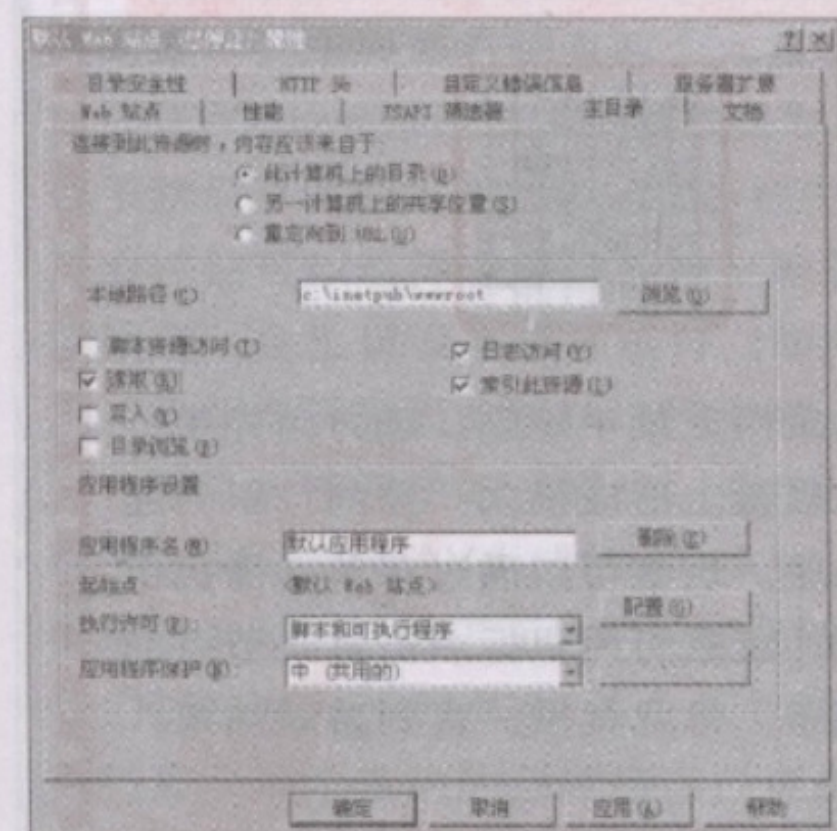 默认 Web 站点 (已停止) 属性
目录安全性 HTTP 头 自定义错误信息 服务器扩展
Web 站点 性能 ISAPI 筛选器 主目录 文档
连接到此资源时，内容应该来自于:
此计算机上的目录(D)
另一计算机上的共享位置(S)
重定向到 URL(U)
本地路径(C) c:\inetpub\wwwroot 浏览(O)
脚本资源访问(T) 日志访问(V)
读取(R) 索引此资源(I)
写入(W)
目录浏览(B)
应用程序设置
应用程序名(M) 默认应用程序 删除(E)
起始点 <默认 Web 站点>
执行许可(P): 脚本和可执行程序 配置(G)
应用程序保护(N): 中 (共用的)
确定 取消 应用(A) 帮助